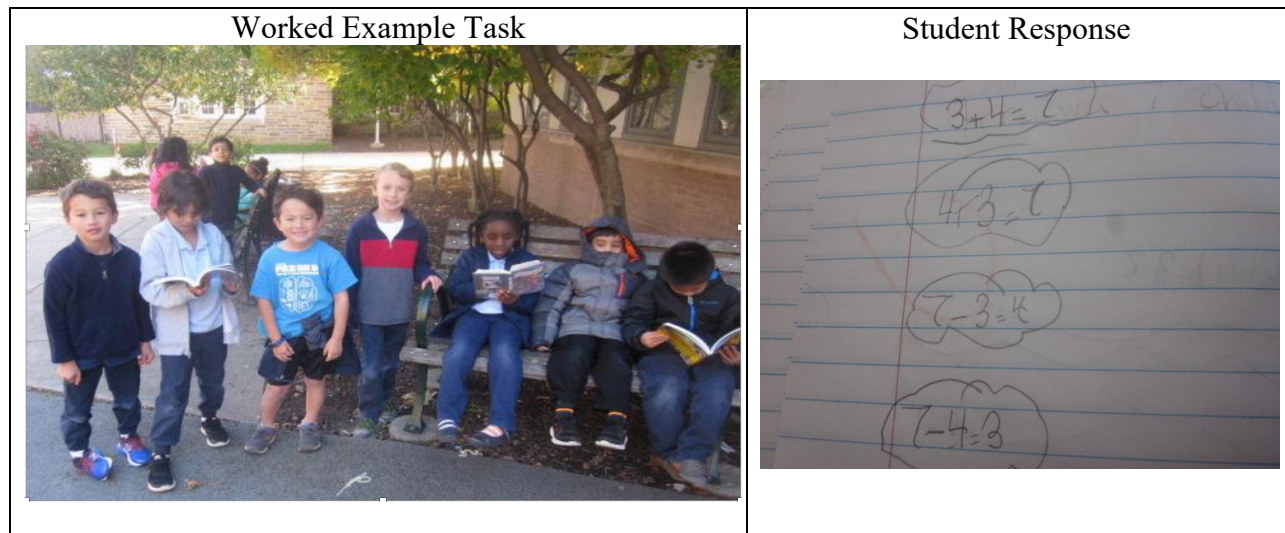 Worked Example Task
Student Response
3+4=7
4+3=7
7-3=4
7-4=3